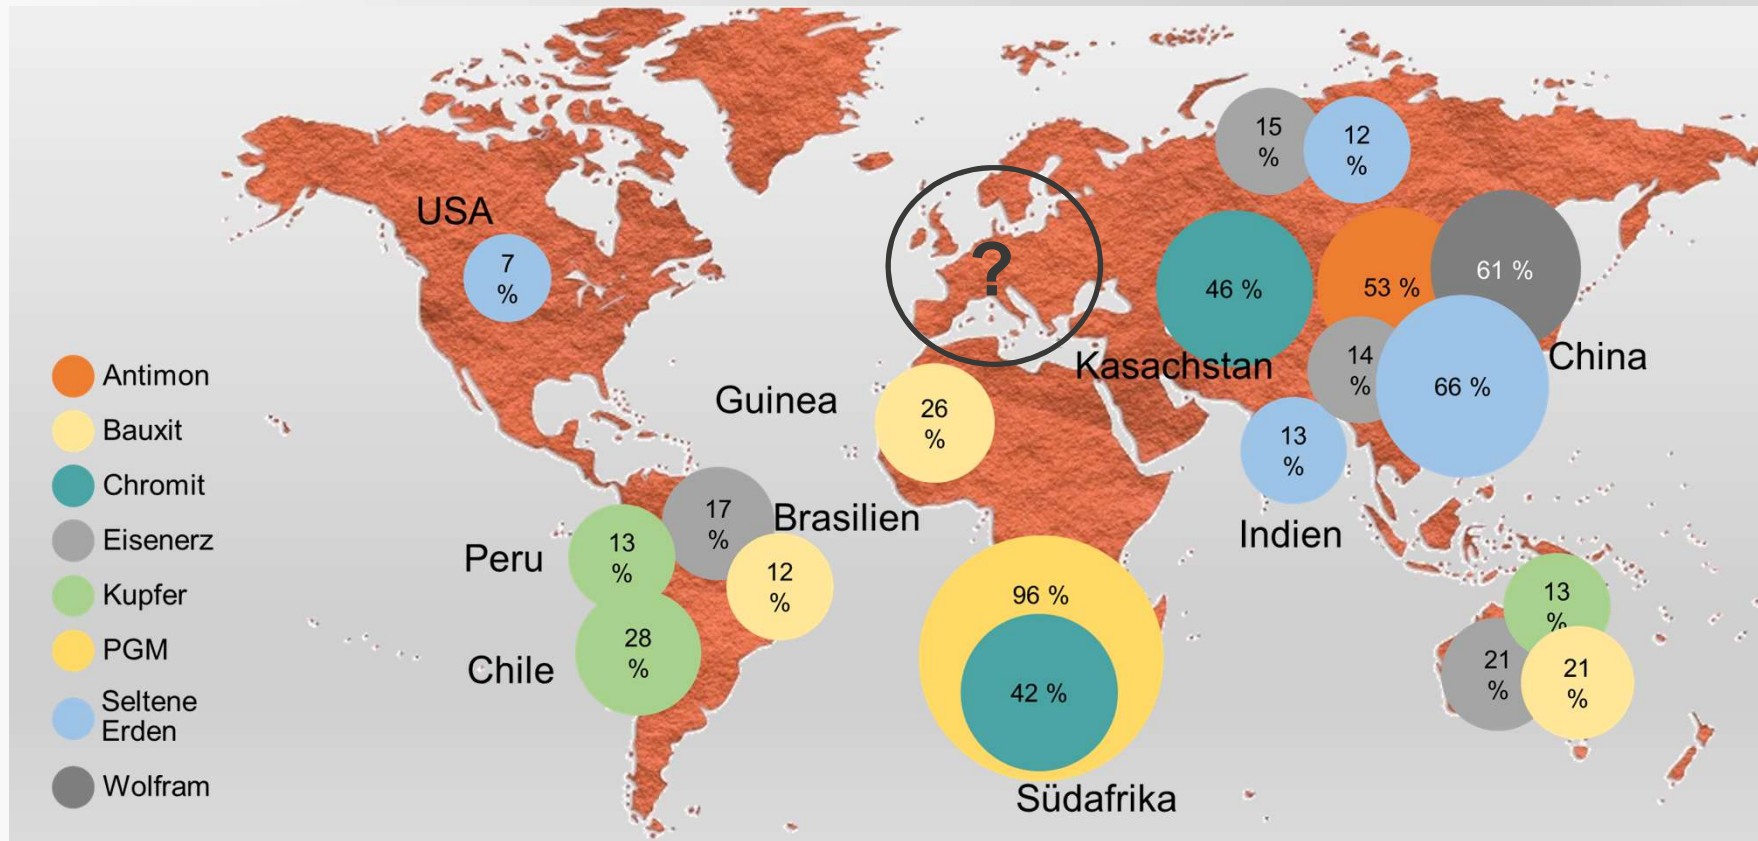 USA
7
%
?
15
%
12
%
46 %
53 %
61 %
Kasachstan
14
%
66 %
China
Guinea
26
%
13
%
Indien
Antimon
Bauxit
Chromit
Eisenerz
Kupfer
PGM
Seltene
Erden
Wolfram
17
%
Brasilien
12
%
Peru
13
%
Chile
28
%
96 %
42 %
Südafrika
13
%
21
%
21
%